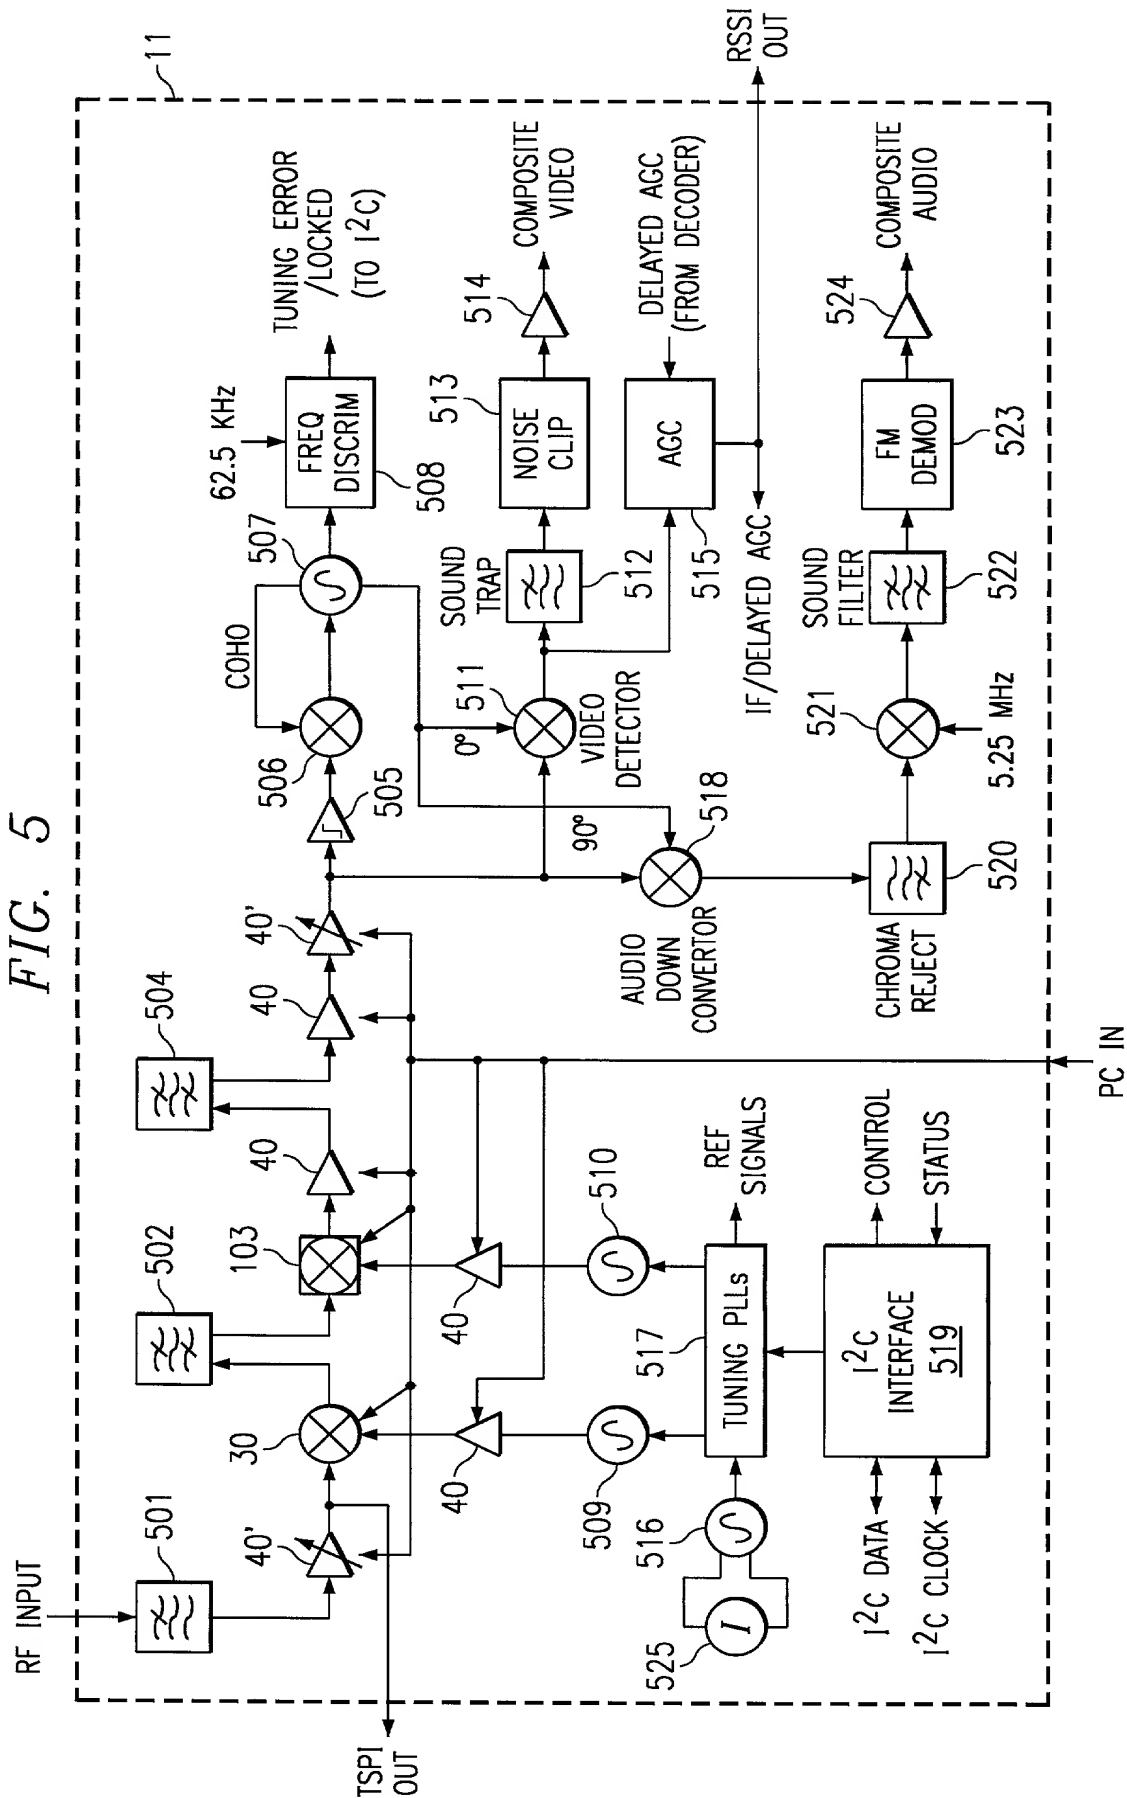 FIG. 5
11
RF INPUT
501
40'
30
502
103
40
504
40
40'
505
506
COHO
507
62.5 KHz
FREQ
DISCRIM
508
TUNING ERROR
/LOCKED
(TO I²C)
TSPI
OUT
40
40
0°
90°
511
VIDEO
DETECTOR
SOUND
TRAP
512
NOISE
CLIP
513
514
COMPOSITE
VIDEO
AGC
515
DELAYED AGC
(FROM DECODER)
IF/DELAYED AGC
RSSI
OUT
518
AUDIO
DOWN
CONVERTOR
509
510
516
525
I
517
TUNING PLLs
REF
SIGNALS
I²C
INTERFACE
519
I²C DATA
I²C CLOCK
CONTROL
STATUS
PC IN
CHROMA
REJECT
520
521
5.25 MHz
SOUND
FILTER
522
FM
DEMOD
523
524
COMPOSITE
AUDIO